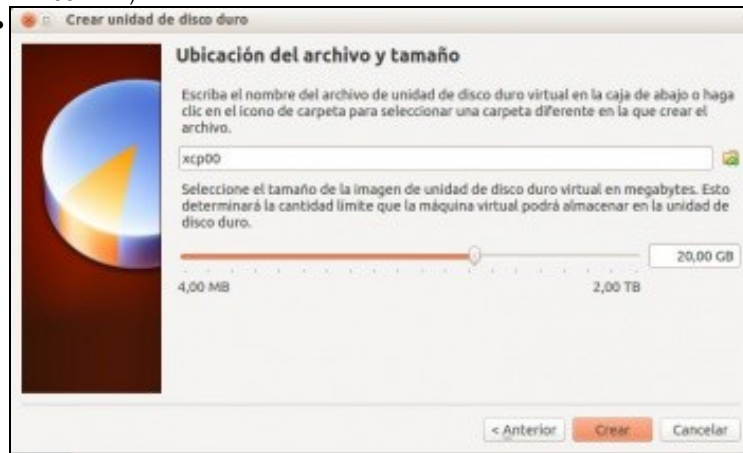 Crear unidad de disco duro
Ubicación del archivo y tamaño
Escriba el nombre del archivo de unidad de disco duro virtual en la caja de abajo o haga
clic en el icono de carpeta para seleccionar una carpeta diferente en la que crear el
archivo.
xcp00
Seleccione el tamaño de la imagen de unidad de disco duro virtual en megabytes. Esto
determinará la cantidad límite que la máquina virtual podrá almacenar en la unidad de
disco duro.
20,00 GB
4,00 MB 2,00 TB
< Anterior Crear Cancelar